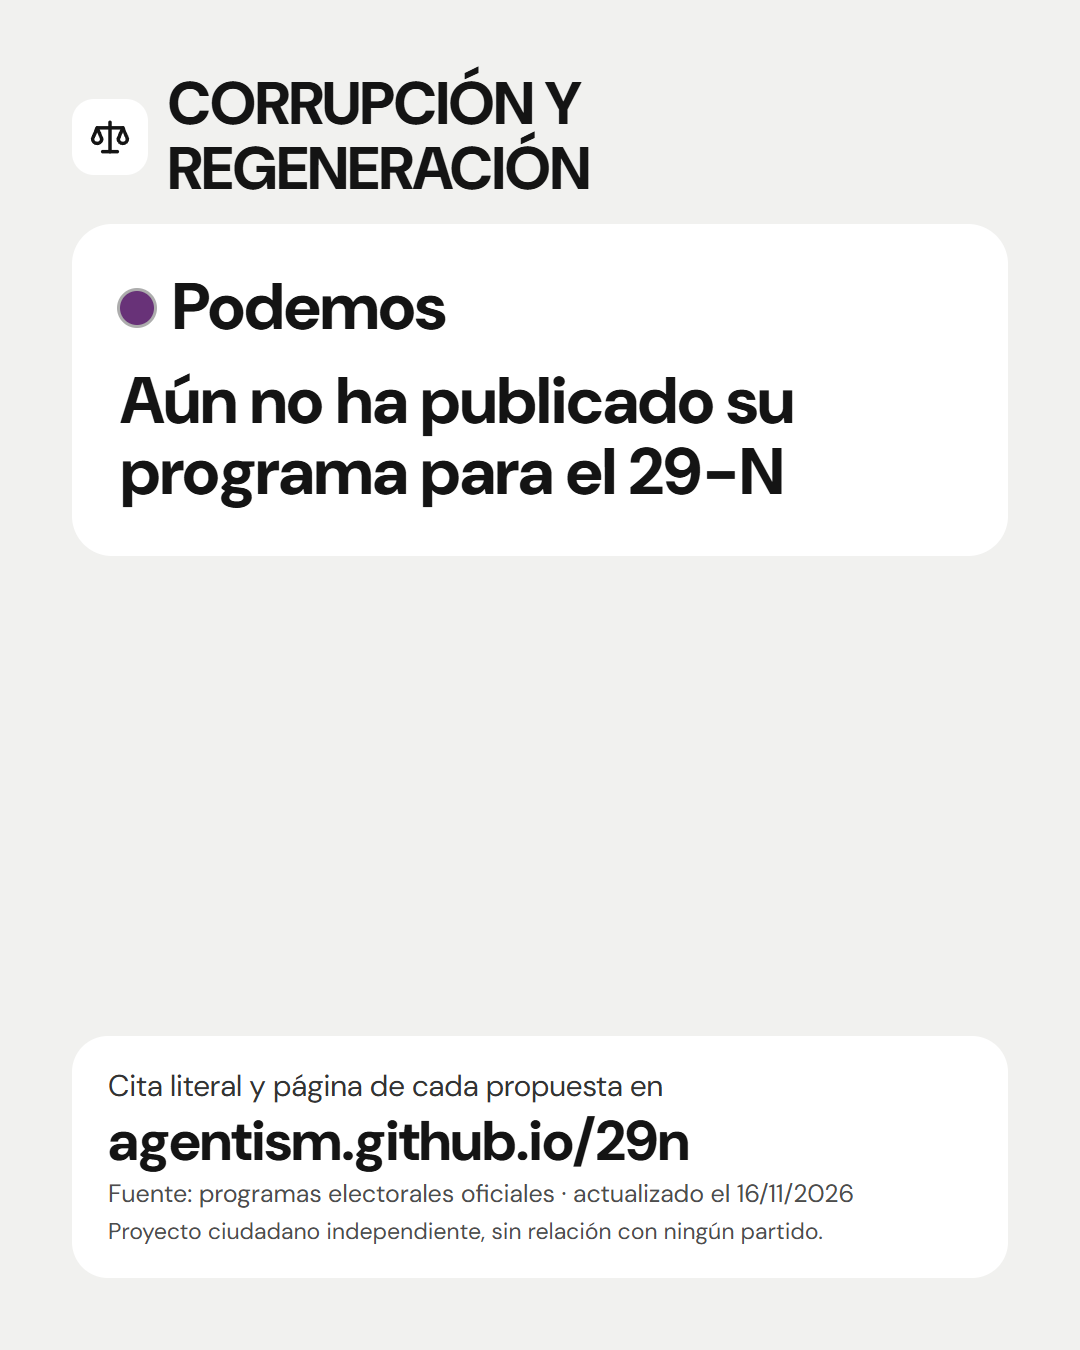 CORRUPCIÓN Y
REGENERACIÓN
Podemos
Aún no ha publicado su
programa para el 29-N
Cita literal y página de cada propuesta en
agentism.github.io/29n
Fuente: programas electorales oficiales · actualizado el 16/11/2026
Proyecto ciudadano independiente, sin relación con ningún partido.